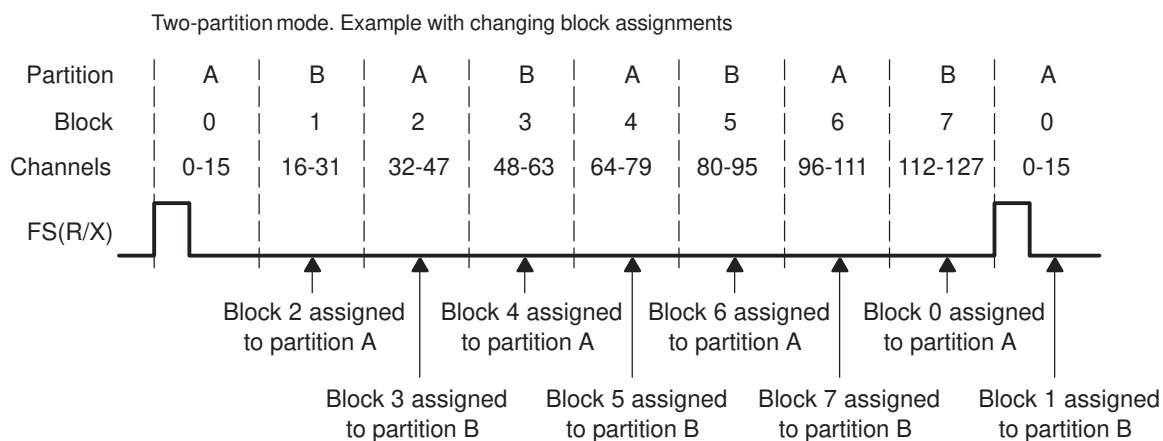 Two-partition mode. Example with changing block assignments
Partition A B A B A B A B A
Block 0 1 2 3 4 5 6 7 0
Channels 0-15 16-31 32-47 48-63 64-79 80-95 96-111 112-127 0-15
FS(R/X)
Block 2 assigned to partition A
Block 4 assigned to partition A
Block 6 assigned to partition A
Block 0 assigned to partition A
Block 3 assigned to partition B
Block 5 assigned to partition B
Block 7 assigned to partition B
Block 1 assigned to partition B